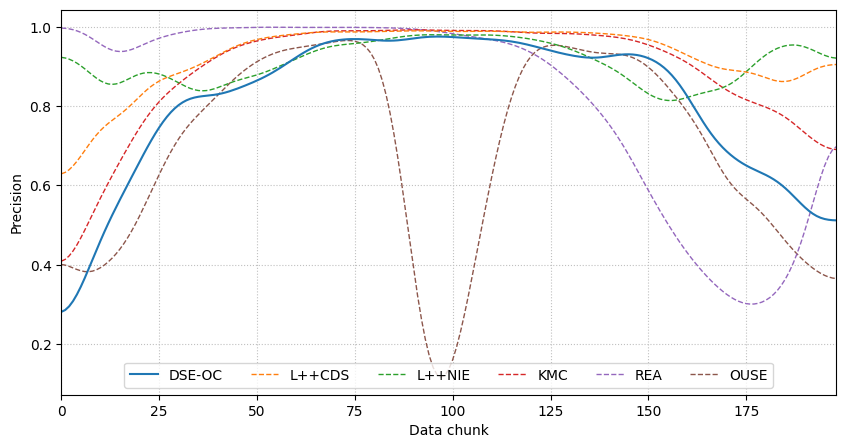 Precision
1.0
0.8
0.6
0.4
0.2
DSE-OC L++CDS L++NIE KMC REA OUSE
0 25 50 75 100 125 150 175
Data chunk